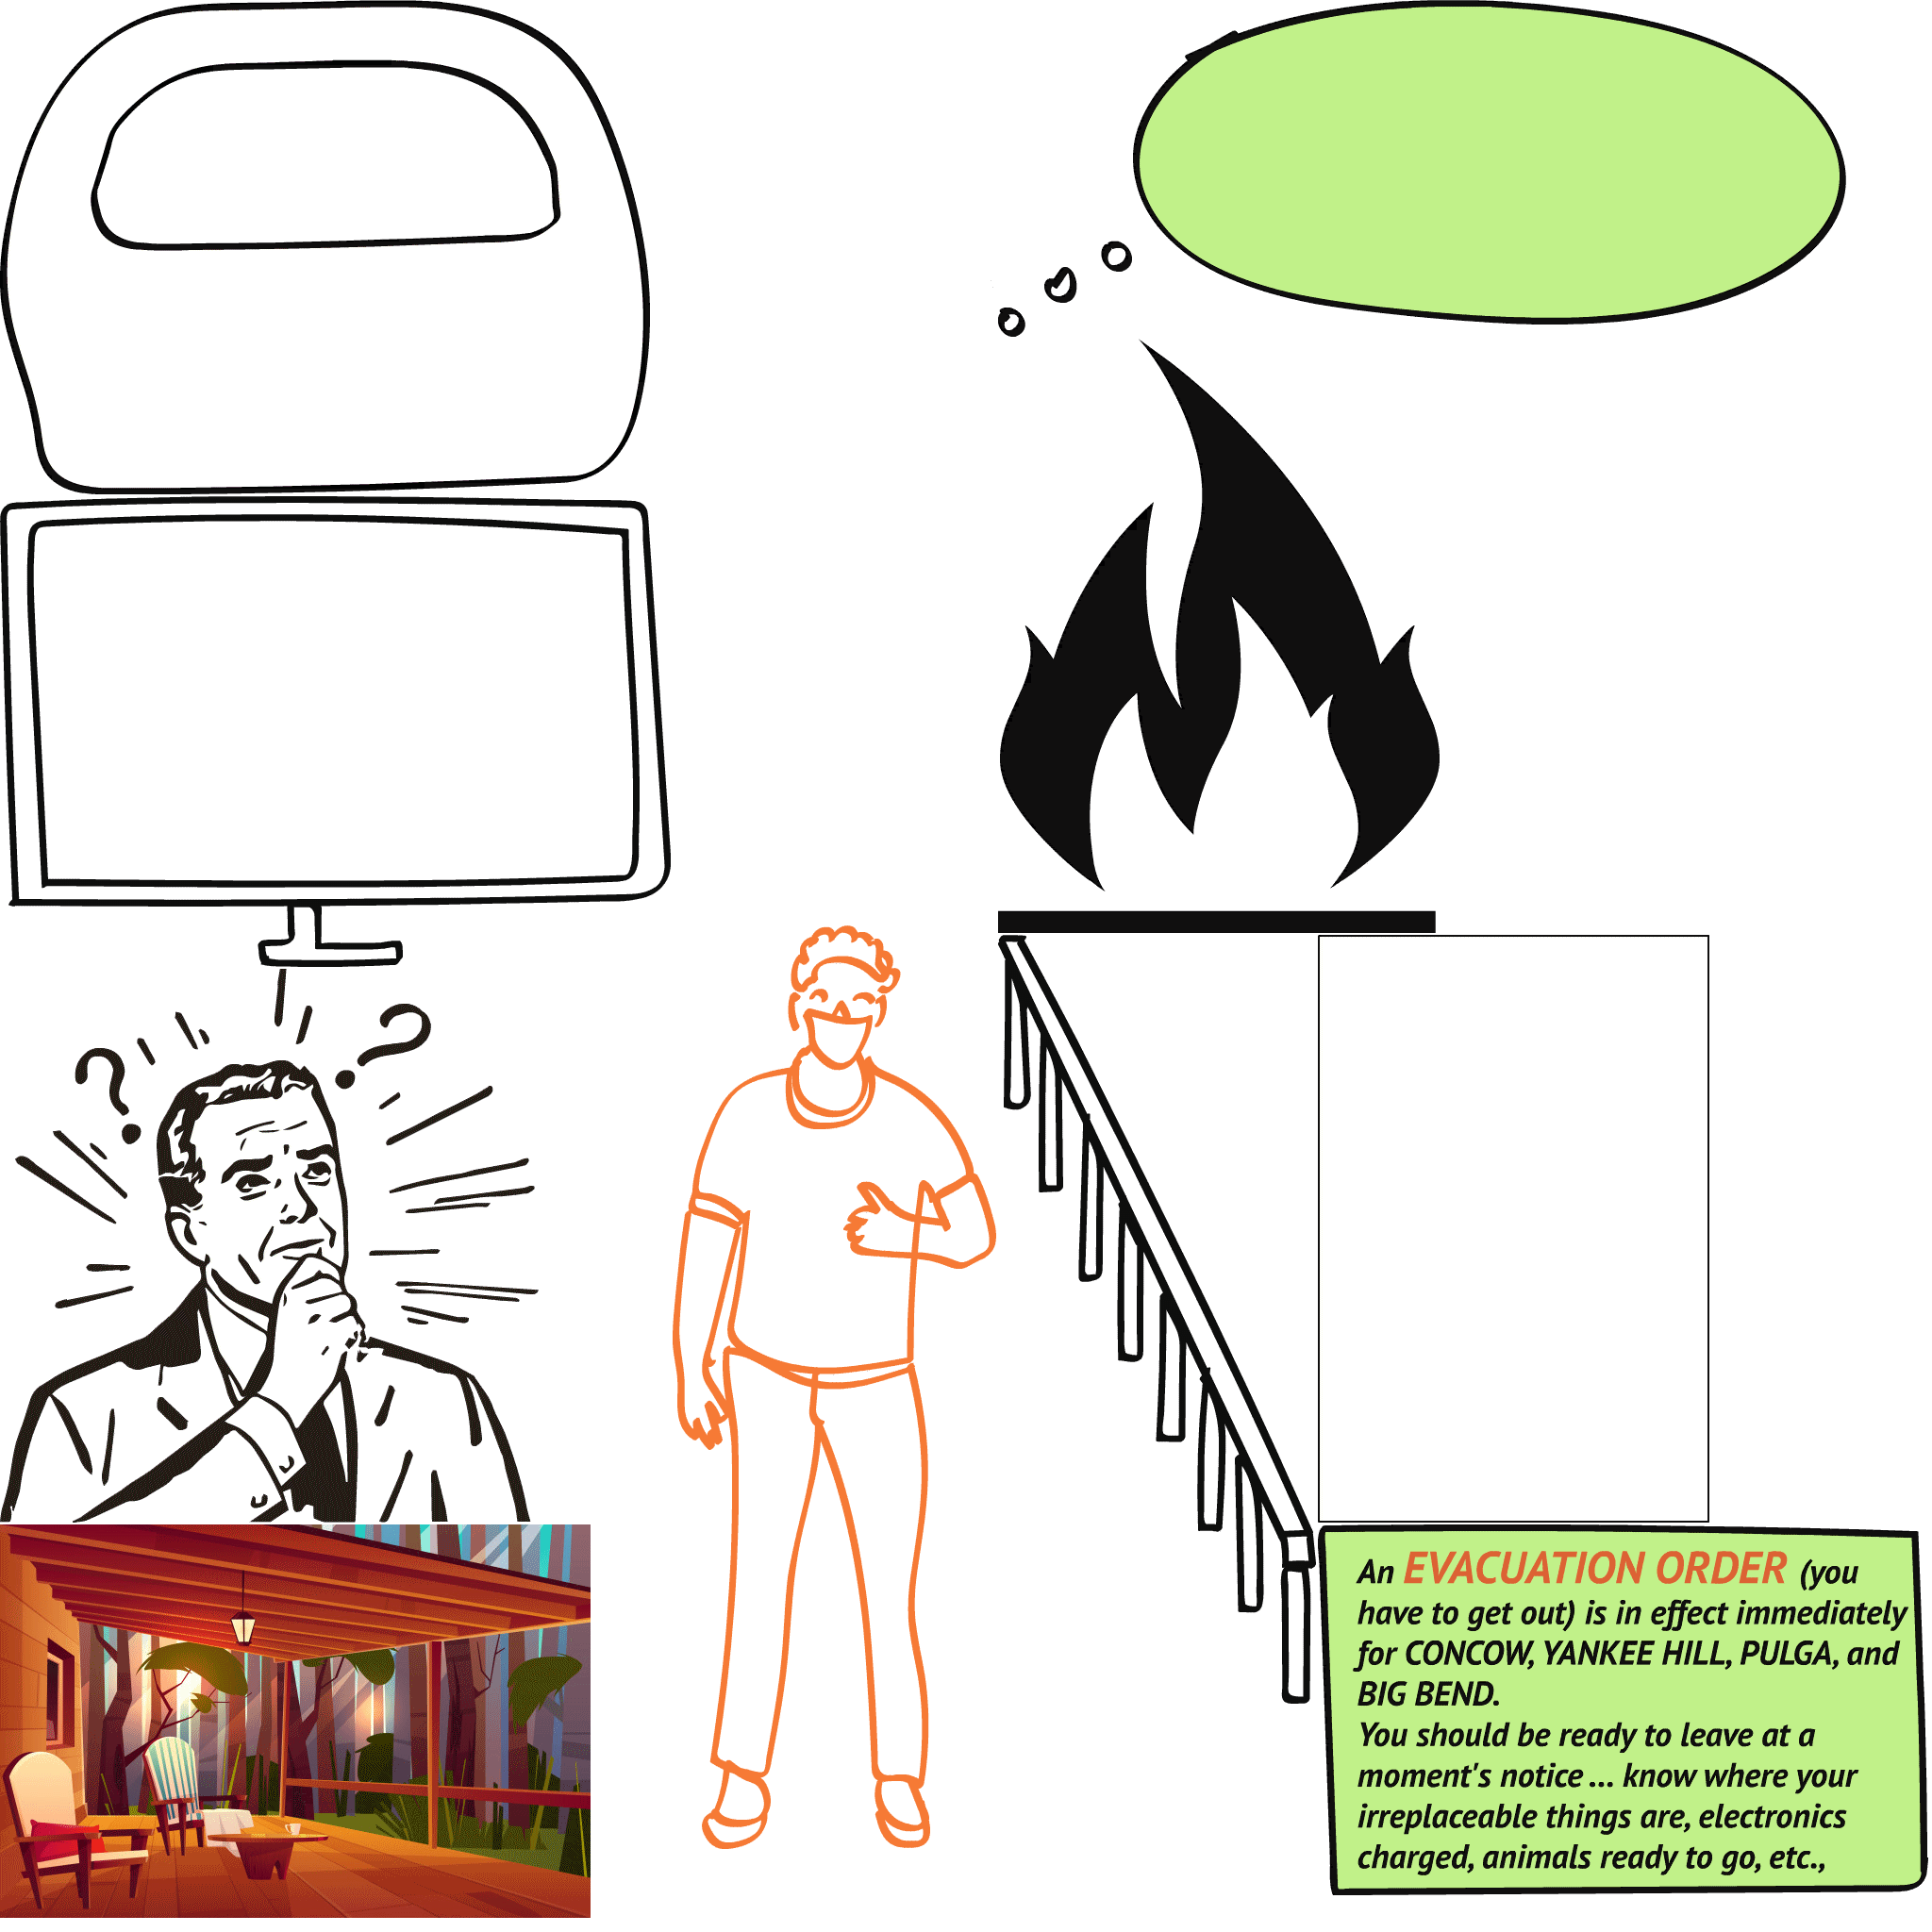 An EVACUATION ORDER (you
have to get out) is in effect immediately
for CONCOW, YANKEE HILL, PULGA, and
BIG BEND.
You should be ready to leave at a
moment's notice ... know where your
irreplaceable things are, electronics
charged, animals ready to go, etc.,